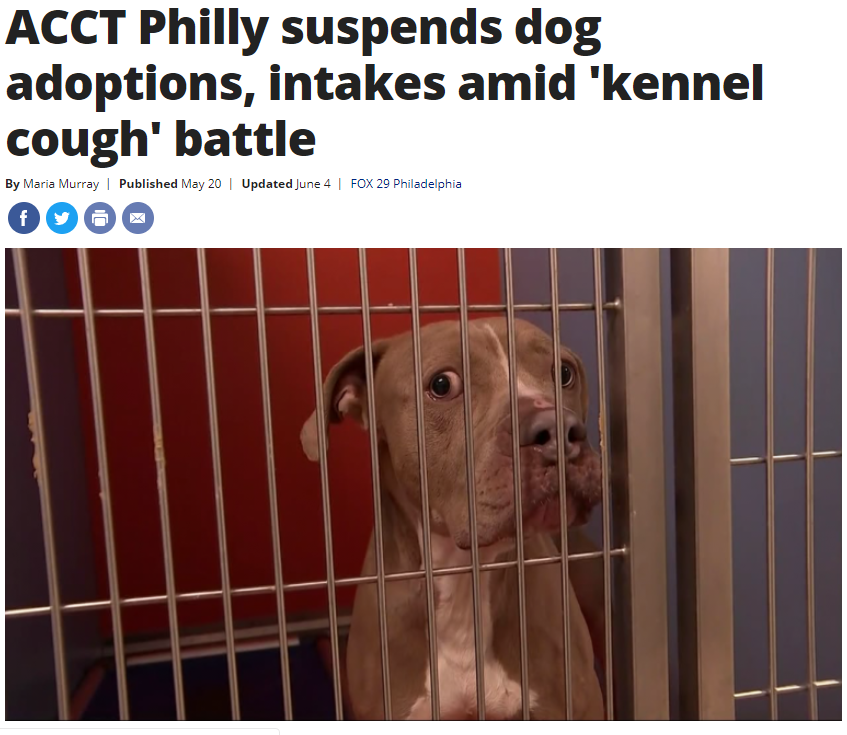 ACCT Philly suspends dog
adoptions, intakes amid 'kennel
cough' battle
By Maria Murray | Published May 20 | Updated June 4 | FOX 29 Philadelphia